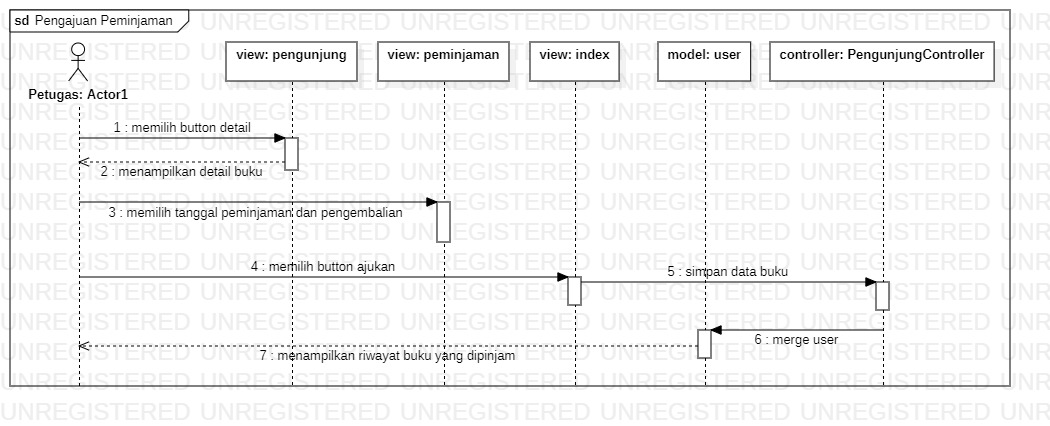 sd Pengajuan Peminjaman
Petugas: Actor1
view: pengunjung
view: peminjaman
view: index
model: user
controller: PengunjungController
1 : memilih button detail
2 : menampilkan detail buku
3 : memilih tanggal peminjaman dan pengembalian
4 : memilih button ajukan
5 : simpan data buku
6 : merge user
7 : menampilkan riwayat buku yang dipinjam
UNREGISTERED UNREGISTERED UNREGISTERED UNREGISTERED UNREGISTERED